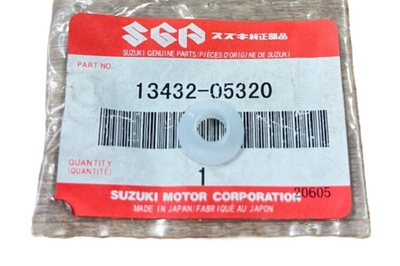 SGP スズキ純正部品
SUZUKI GENUINE PARTS/PIÈCES D'ORIGINE DE SUZUKI
PART NO.
13432-05320
QUANTITY
(QUANTITÉ)
1
SUZUKI MOTOR CORPORATION
20605
MADE IN JAPAN/FABRIQUÉ AU JAPON